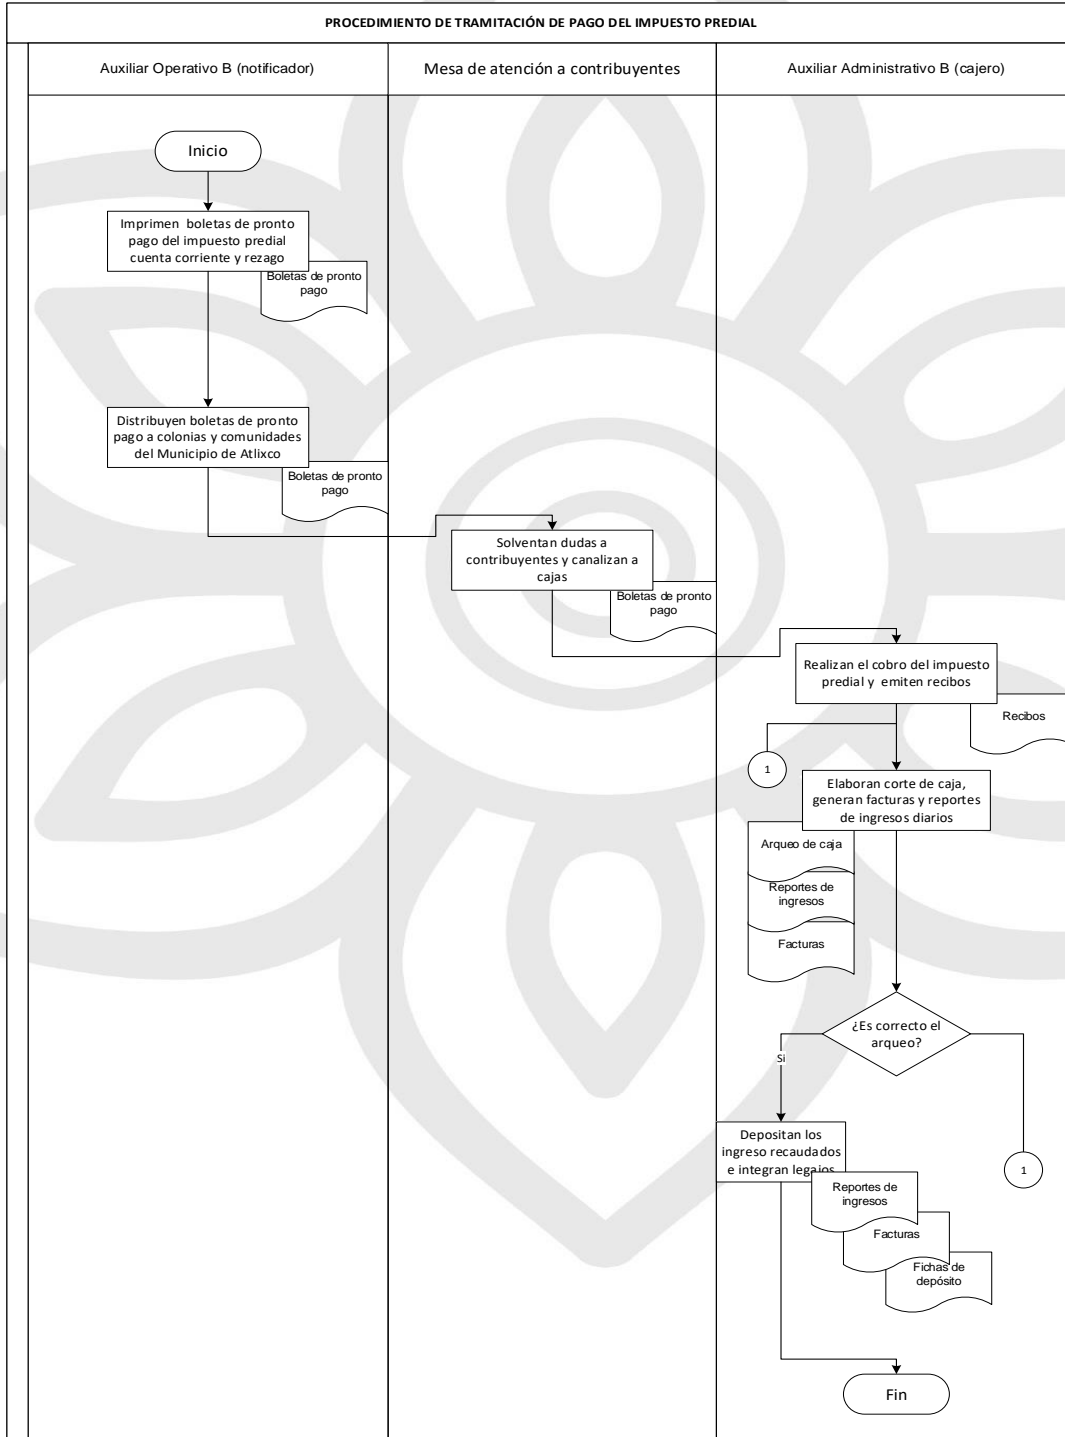 PROCEDIMIENTO DE TRAMITACIÓN DE PAGO DEL IMPUESTO PREDIAL
Auxiliar Operativo B (notificador)
Mesa de atención a contribuyentes
Auxiliar Administrativo B (cajero)
Inicio
Imprimen boletas de pronto
pago del impuesto predial
cuenta corriente y rezago
Boletas de pronto
pago
Distribuyen boletas de pronto
pago a colonias y comunidades
del Municipio de Atlixco
Boletas de pronto
pago
Solventan dudas a
contribuyentes y canalizan a
cajas
Boletas de pronto
pago
Realizan el cobro del impuesto
predial y emiten recibos
Recibos
1
Elaboran corte de caja,
generan facturas y reportes
de ingresos diarios
Arqueo de caja
Reportes de
ingresos
Facturas
¿Es correcto el
arqueo?
Si
Depositan los
ingreso recaudados
e integran legajos
1
Reportes de
ingresos
Facturas
Fichas de
depósito
Fin